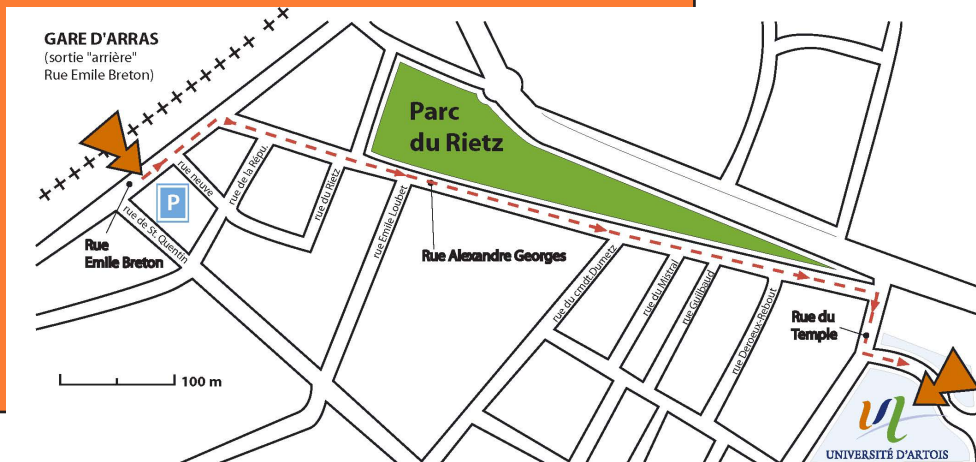 GARE D'ARRAS
(sortie "arrière"
Rue Emile Breton)
Parc
du Rietz
P
rue neuve
rue de la Répu.
rue du Rietz
rue de St. Quentin
Rue
Emile Breton
rue Emile Loubet
Rue Alexandre Georges
rue du cmdt Dumetz
rue du Mistral
rue Guilbaud
rue Deroeux-Rebout
Rue du
Temple
100 m
UNIVERSITÉ D'ARTOIS